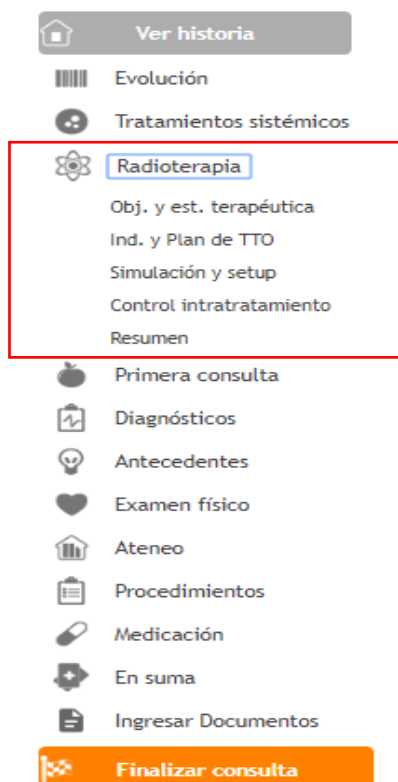 Ver historia
Evolución
Tratamientos sistémicos
Radioterapia
Obj. y est. terapéutica
Ind. y Plan de TTO
Simulación y setup
Control intratratamiento
Resumen
Primera consulta
Diagnósticos
Antecedentes
Examen físico
Ateneo
Procedimientos
Medicación
En suma
Ingresar Documentos
Finalizar consulta